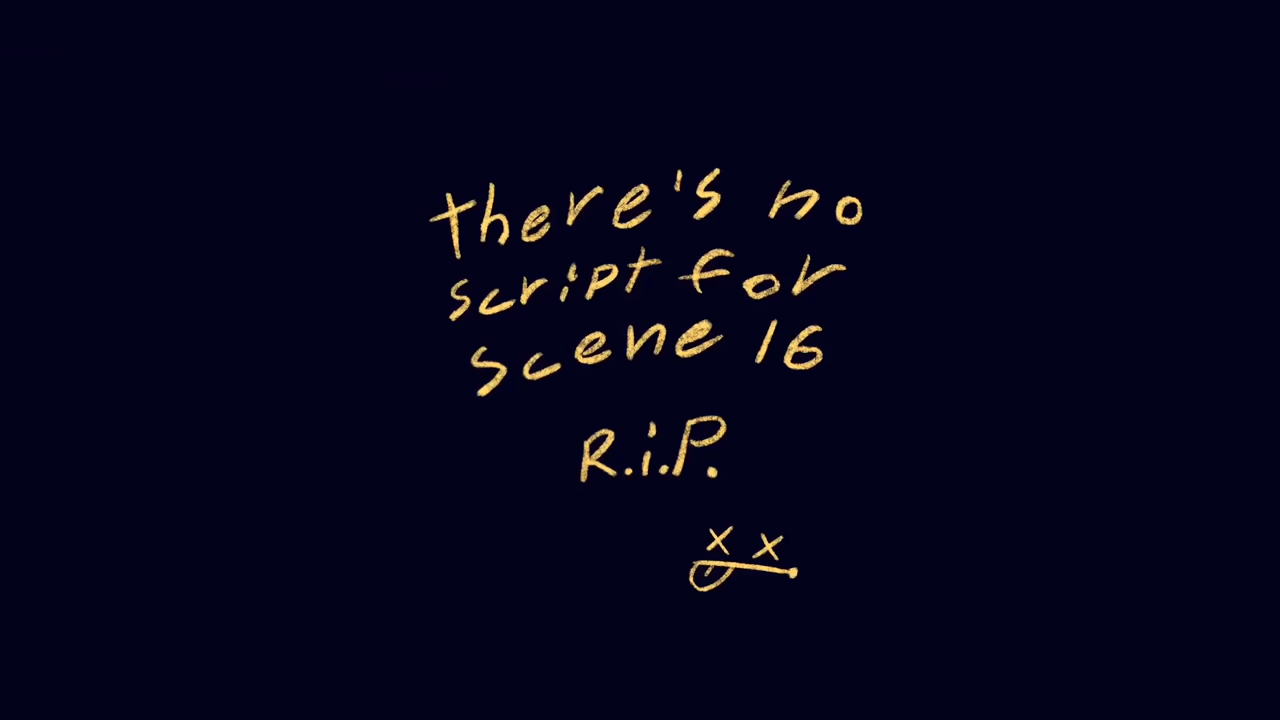 there's no
script for
scene 16
R.i.P.
x x